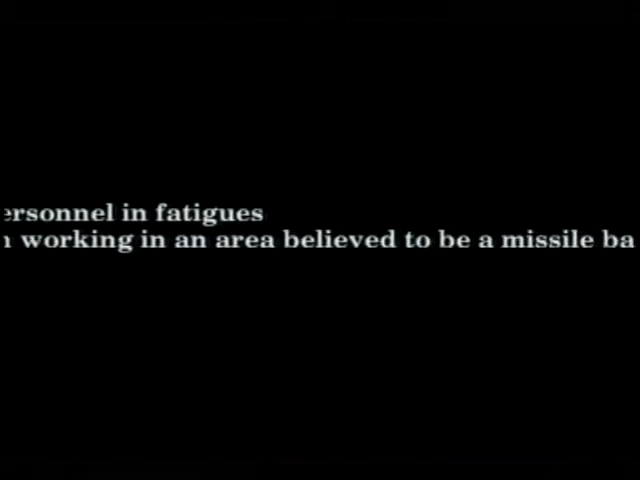 ersonnel in fatigues
working in an area believed to be a missile ba